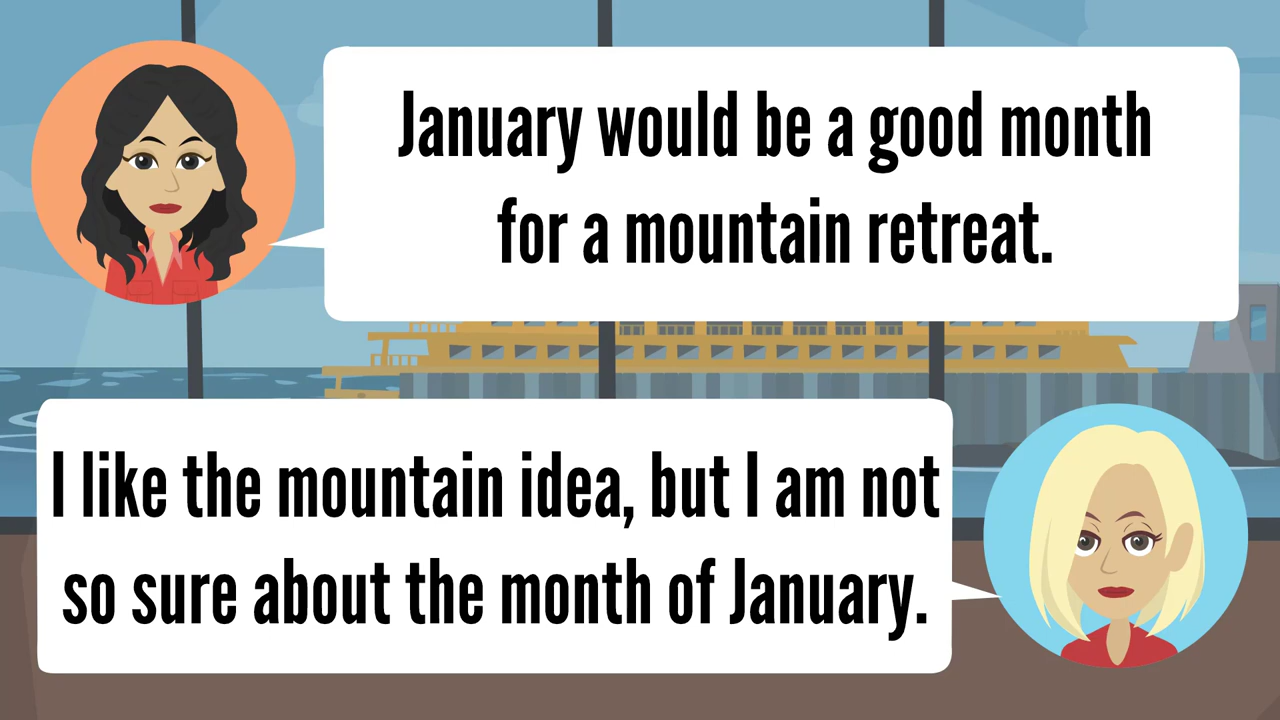 January would be a good month
for a mountain retreat.
I like the mountain idea, but I am not
so sure about the month of January.